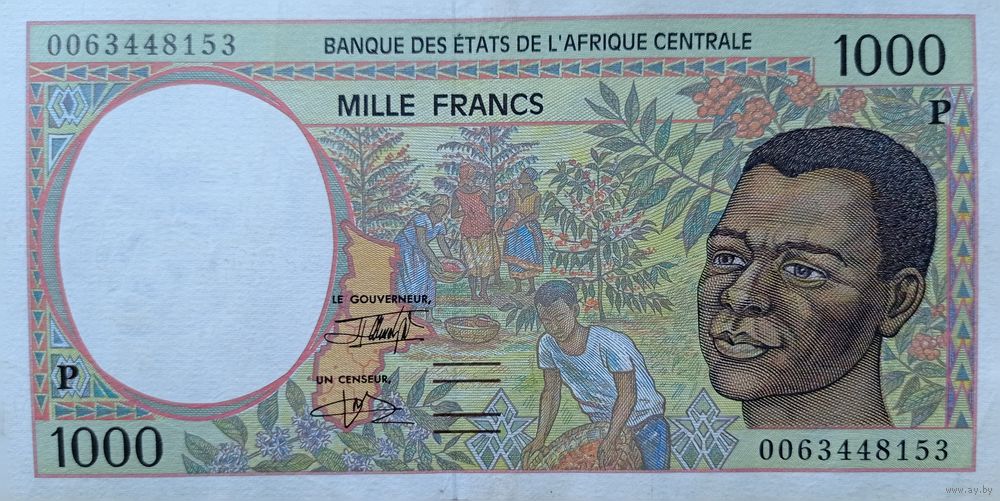 0063448153
BANQUE DES ÉTATS DE L'AFRIQUE CENTRALE
1000
MILLE FRANCS
P
LE GOUVERNEUR,
UN CENSEUR,
P
1000
0063448153
www.ay.by